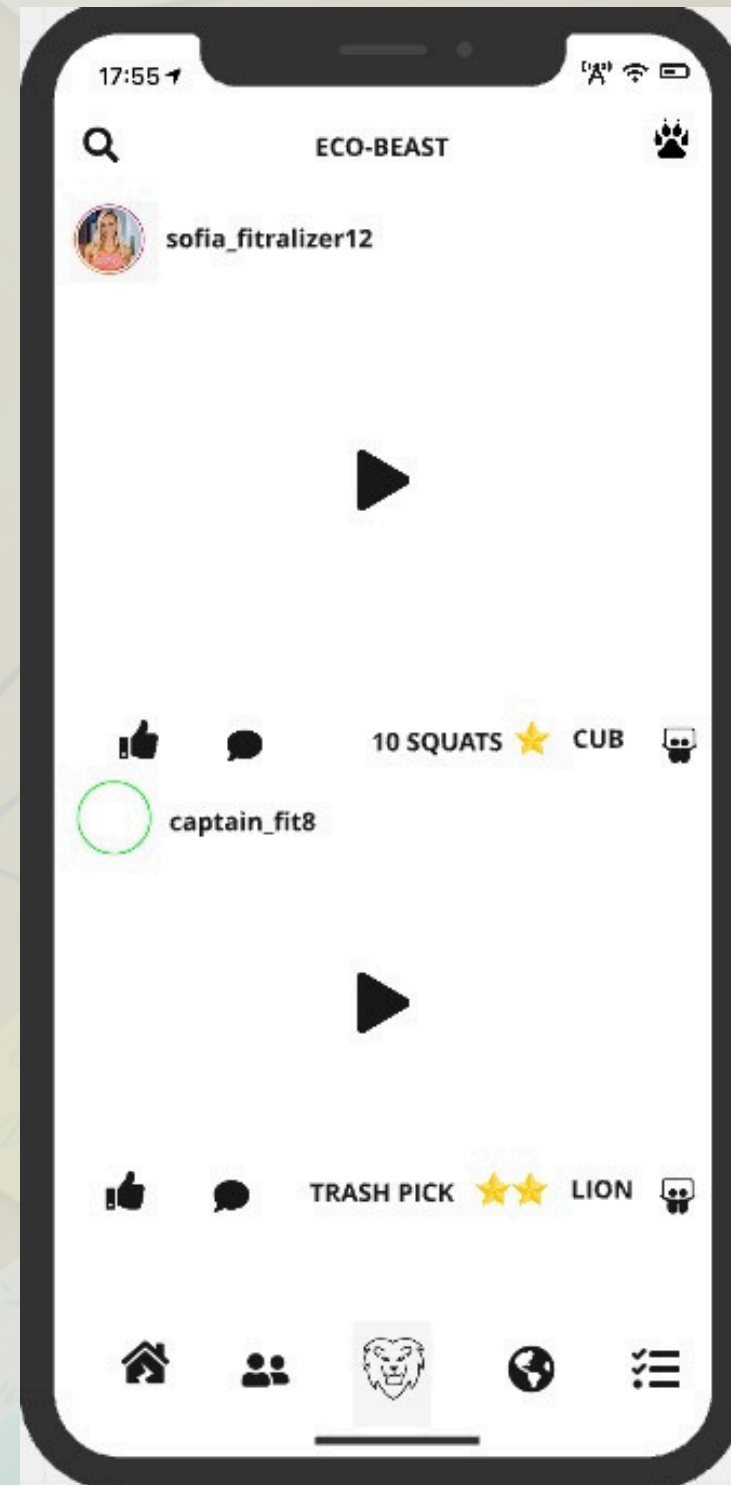 17:55
ECO-BEAST
sofia_fitralizer12
10 SQUATS CUB
captain_fit8
TRASH PICK LION